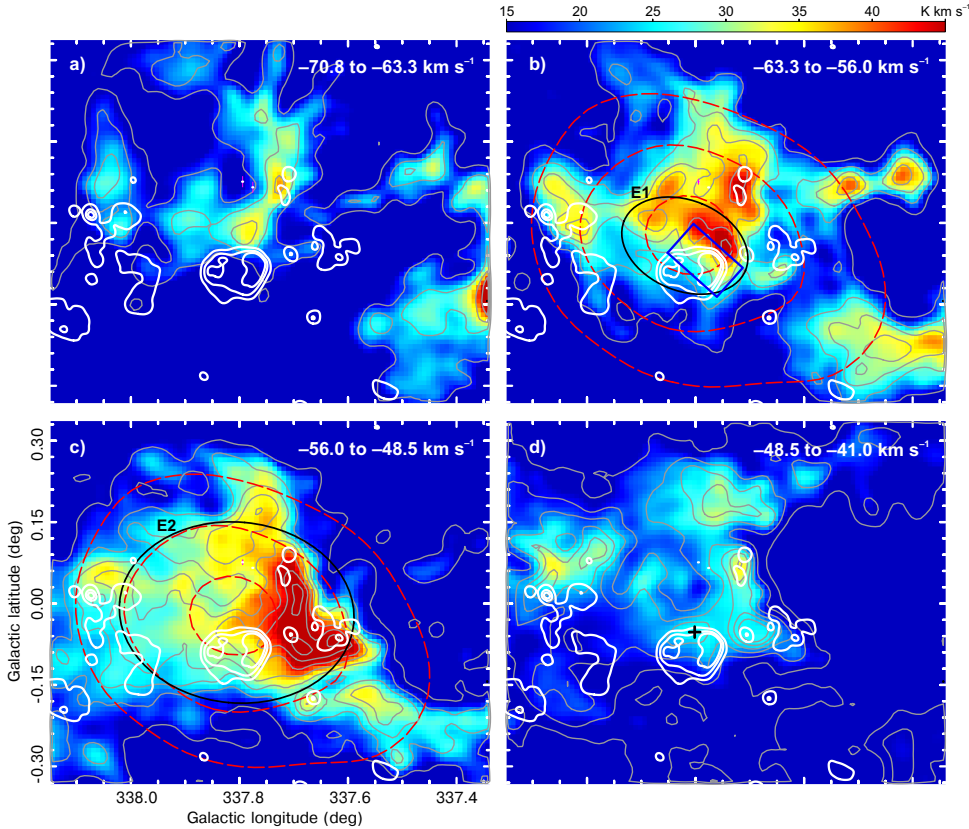 15 20 25 30 35 40 K km s⁻¹
a) –70.8 to –63.3 km s⁻¹
b) –63.3 to –56.0 km s⁻¹
E1
c) –56.0 to –48.5 km s⁻¹
E2
d) –48.5 to –41.0 km s⁻¹
0.30
0.15
0.00
–0.15
–0.30
Galactic latitude (deg)
338.0 337.8 337.6 337.4
Galactic longitude (deg)